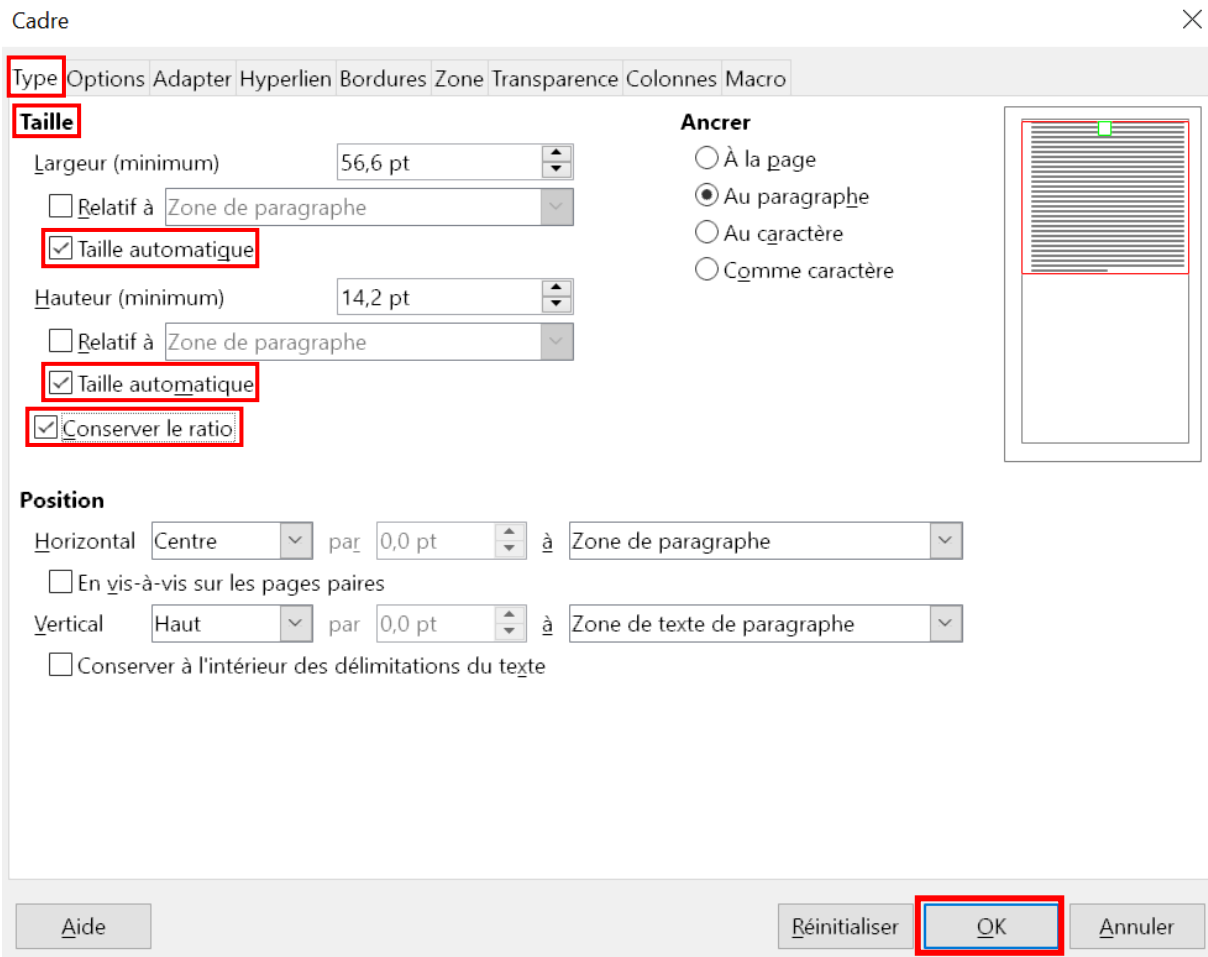 Cadre
Type Options Adapter Hyperlien Bordures Zone Transparence Colonnes Macro
Taille
Largeur (minimum) 56,6 pt
Relatif à Zone de paragraphe
Taille automatique
Hauteur (minimum) 14,2 pt
Relatif à Zone de paragraphe
Taille automatique
Conserver le ratio
Ancrer
À la page
Au paragraphe
Au caractère
Comme caractère
Position
Horizontal Centre par 0,0 pt à Zone de paragraphe
En vis-à-vis sur les pages paires
Vertical Haut par 0,0 pt à Zone de texte de paragraphe
Conserver à l'intérieur des délimitations du texte
Aide Réinitialiser OK Annuler